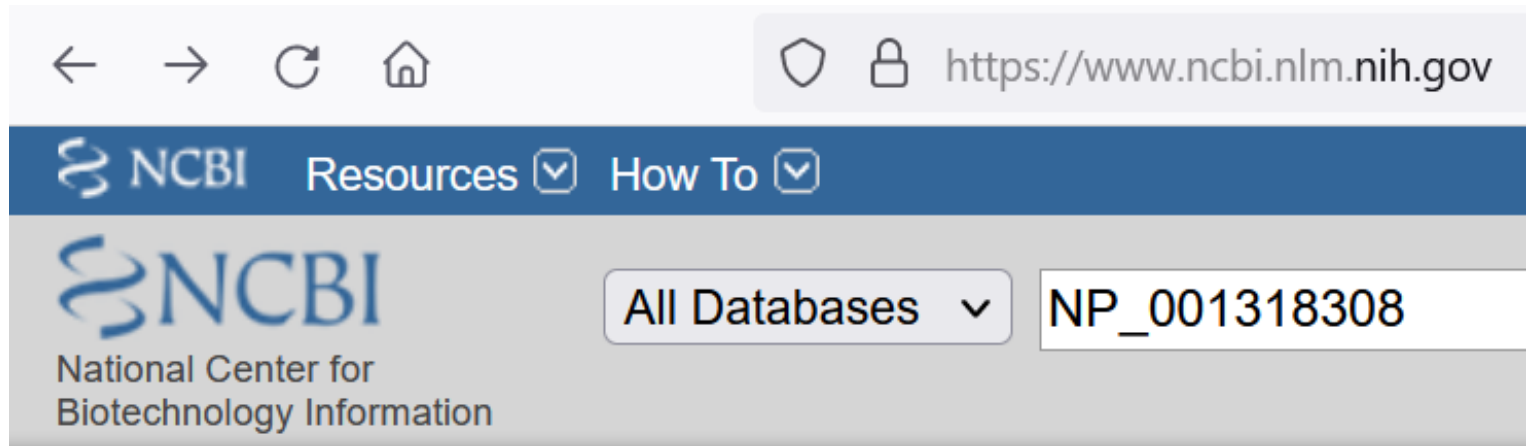 https://www.ncbi.nlm.nih.gov
NCBI Resources How To
NCBI
National Center for
Biotechnology Information
All Databases NP_001318308